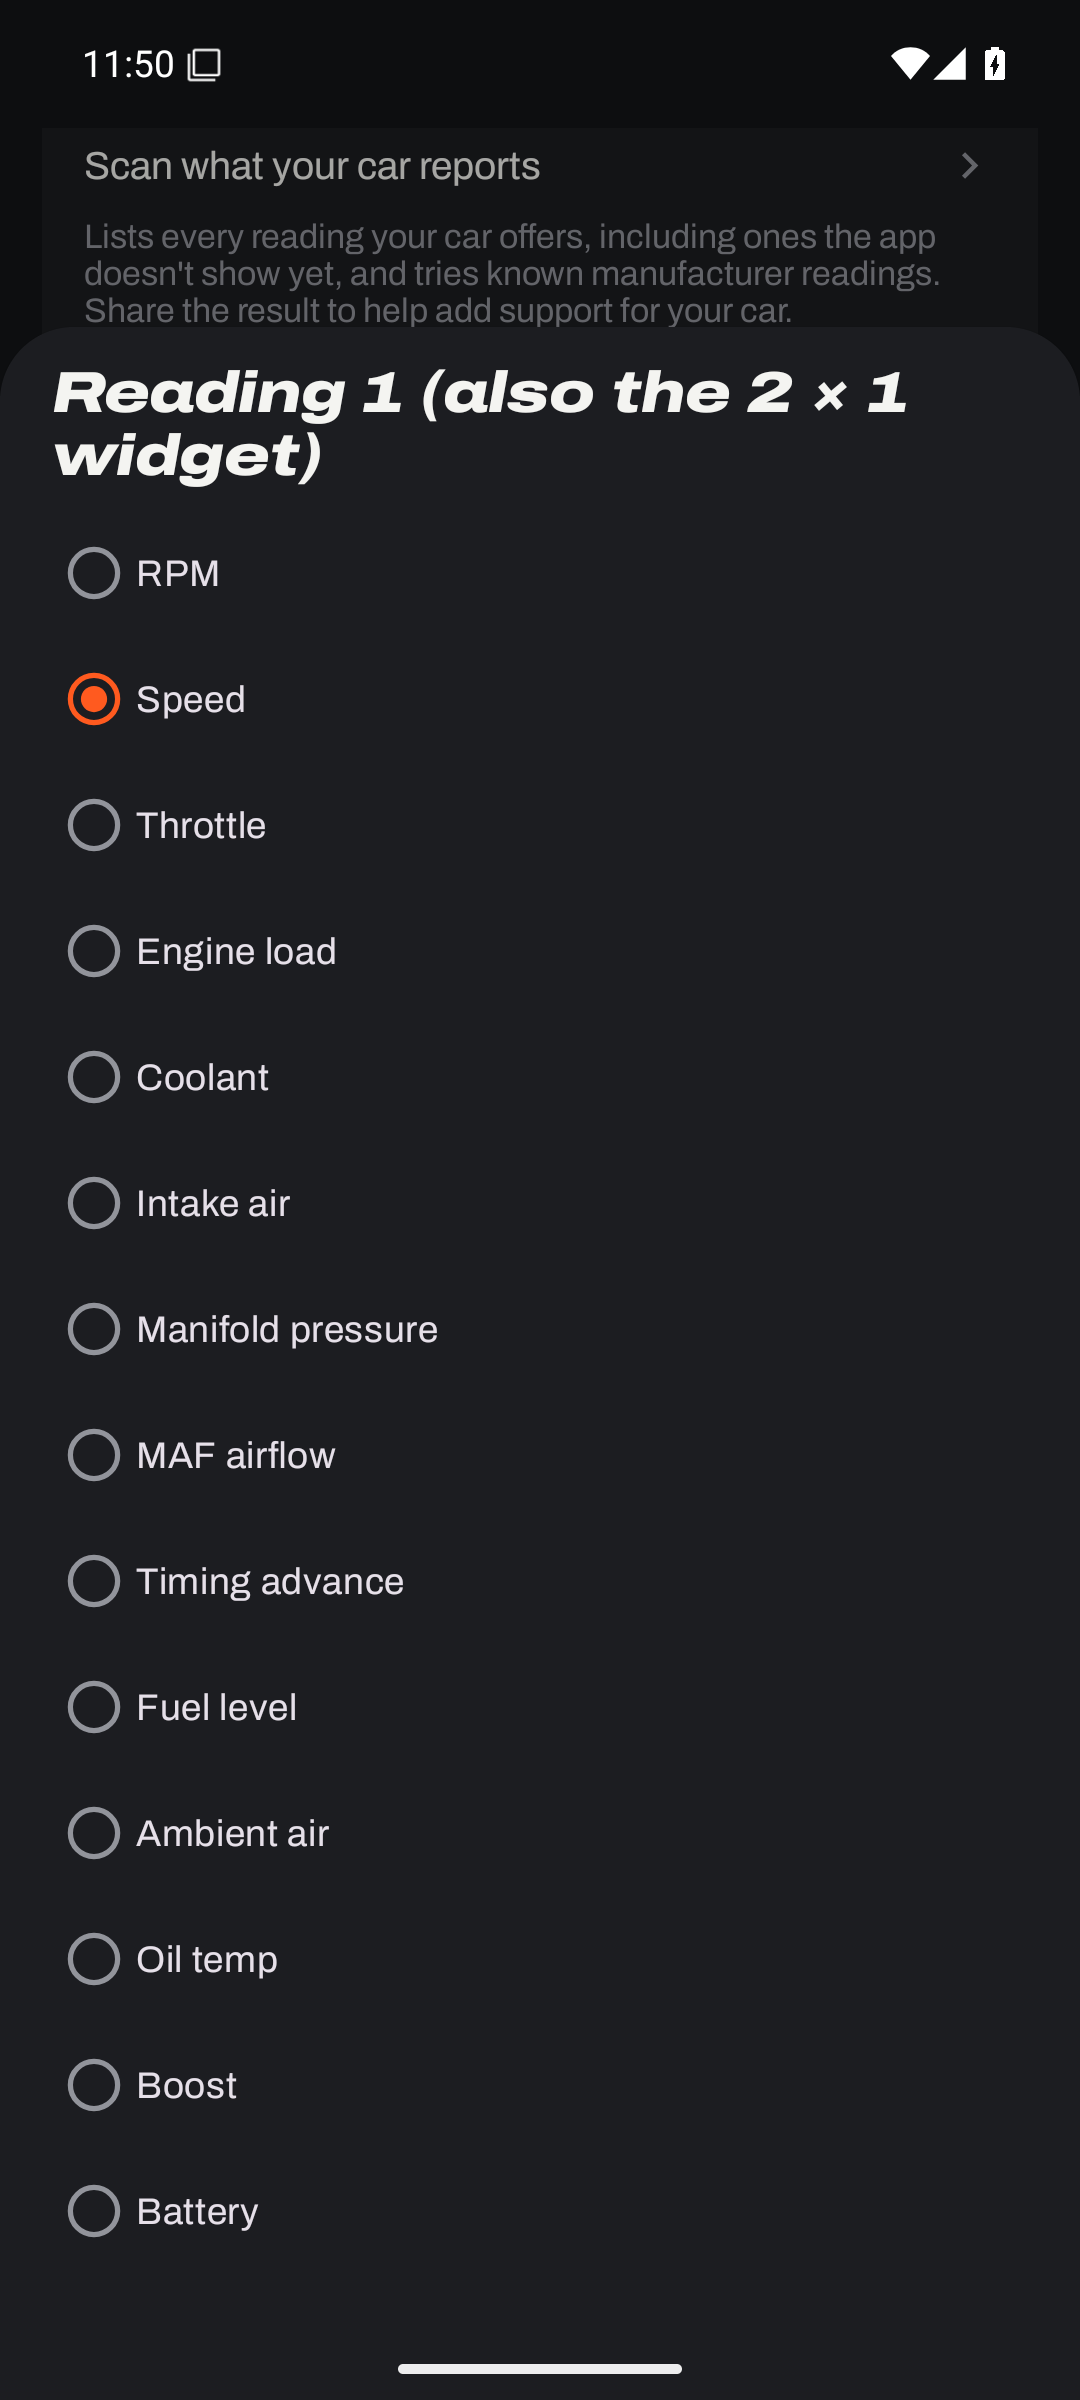 11:50
Scan what your car reports
Lists every reading your car offers, including ones the app
doesn't show yet, and tries known manufacturer readings.
Share the result to help add support for your car.
Reading 1 (also the 2 × 1
widget)
RPM
Speed
Throttle
Engine load
Coolant
Intake air
Manifold pressure
MAF airflow
Timing advance
Fuel level
Ambient air
Oil temp
Boost
Battery